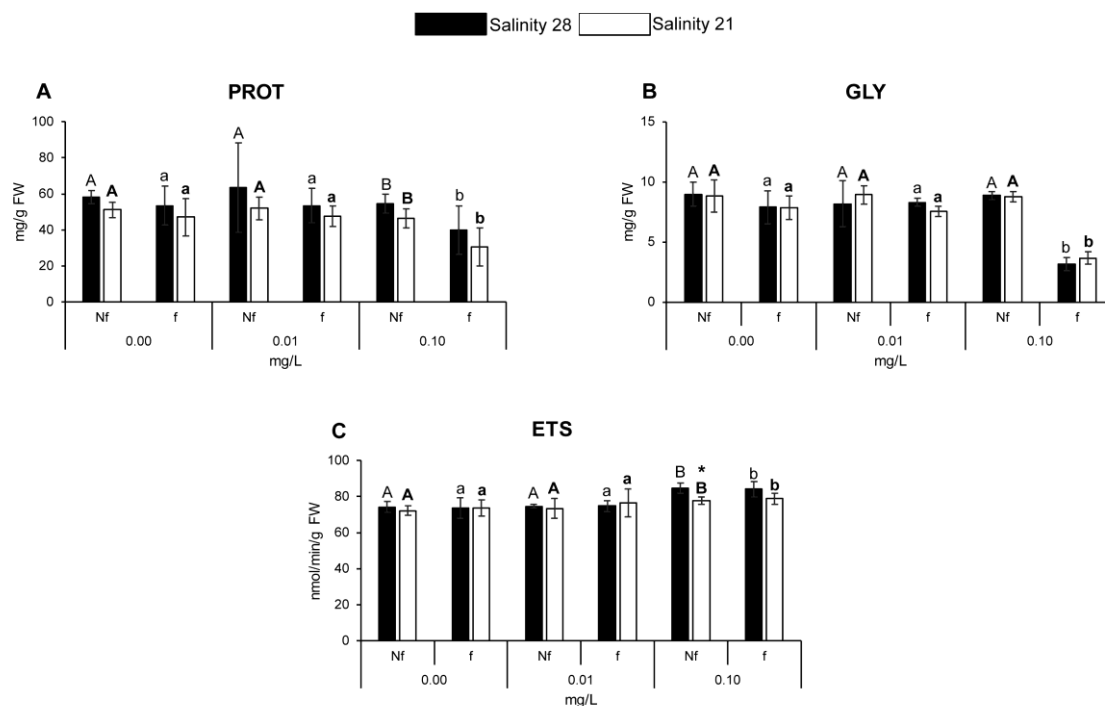 Salinity 28 Salinity 21
A PROT
100
80
60
40
20
0
mg/g FW
A A a a A A a a B B b b
Nf f Nf f Nf f
0.00 0.01 0.10
mg/L
B GLY
15
10
5
0
mg/g FW
A A a a A A a a A A b b
Nf f Nf f Nf f
0.00 0.01 0.10
mg/L
C ETS
100
80
60
40
20
0
nmol/min/g FW
A A a a A A a a B * B b b
Nf f Nf f Nf f
0.00 0.01 0.10
mg/L